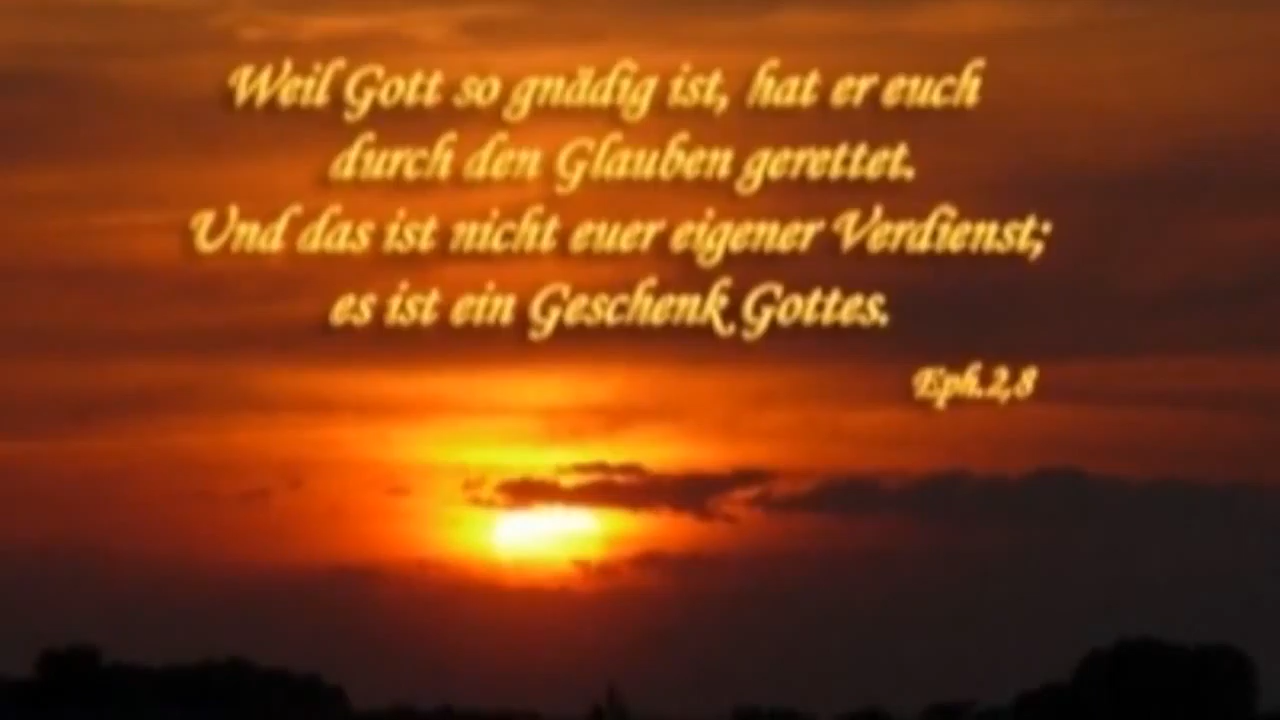 Weil Gott so gnädig ist, hat er euch
durch den Glauben gerettet.
Und das ist nicht euer eigener Verdienst;
es ist ein Geschenk Gottes.
Eph.2,8